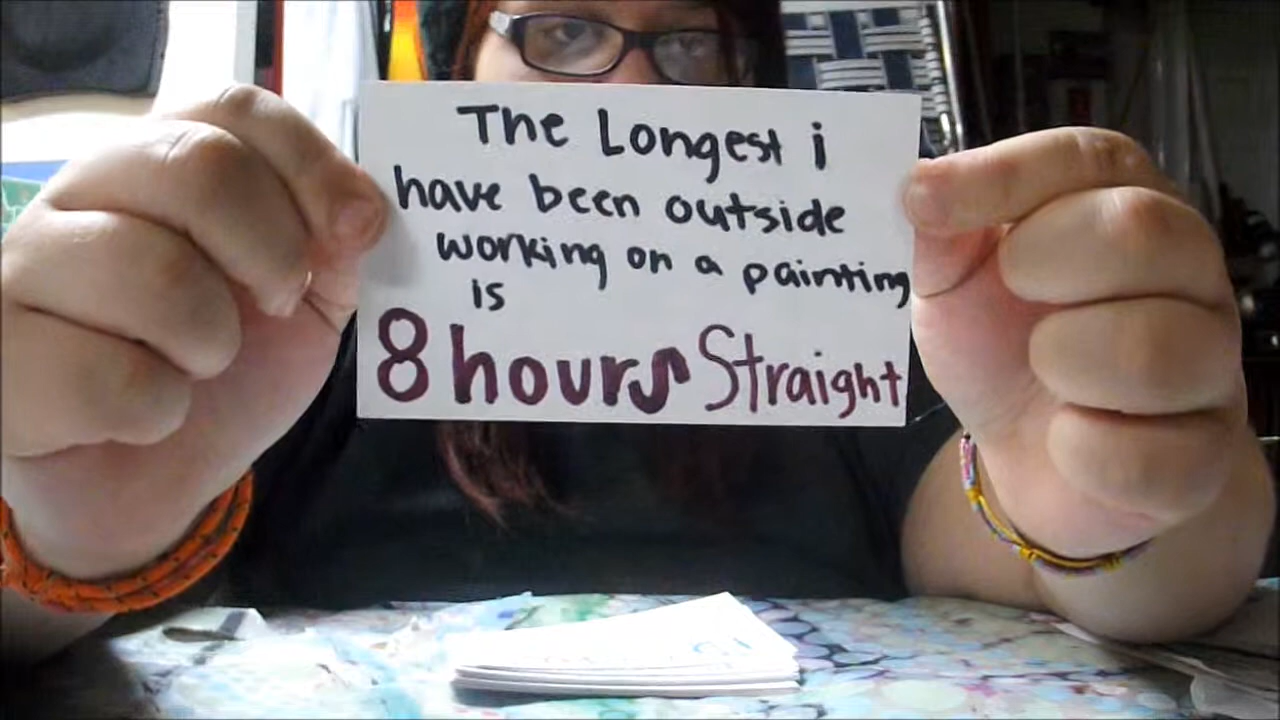 The Longest i
have been outside
working on a painting
is
8 hours Straight